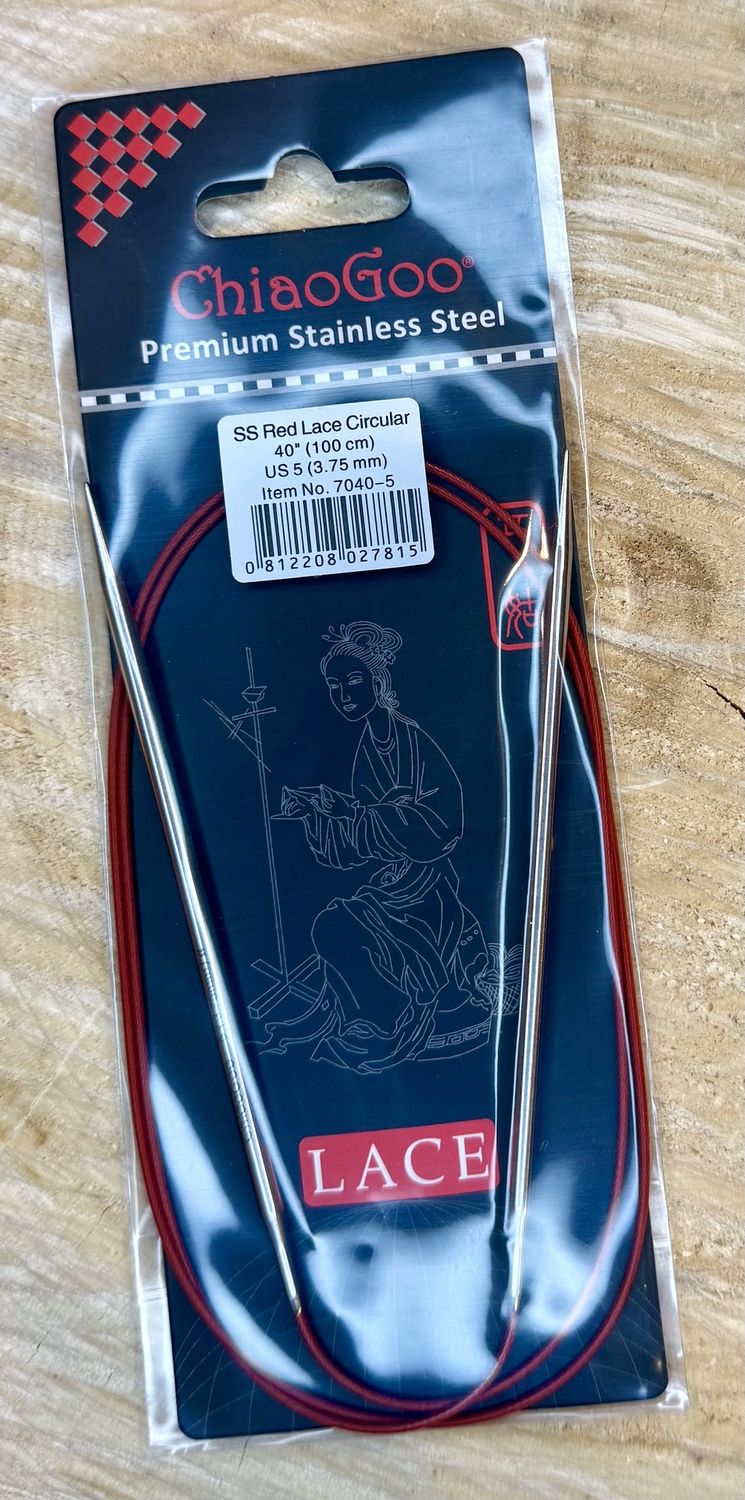 ChiaoGoo®
Premium Stainless Steel
SS Red Lace Circular
40" (100 cm)
US 5 (3.75 mm)
Item No. 7040-5
0 812208 027815
LACE